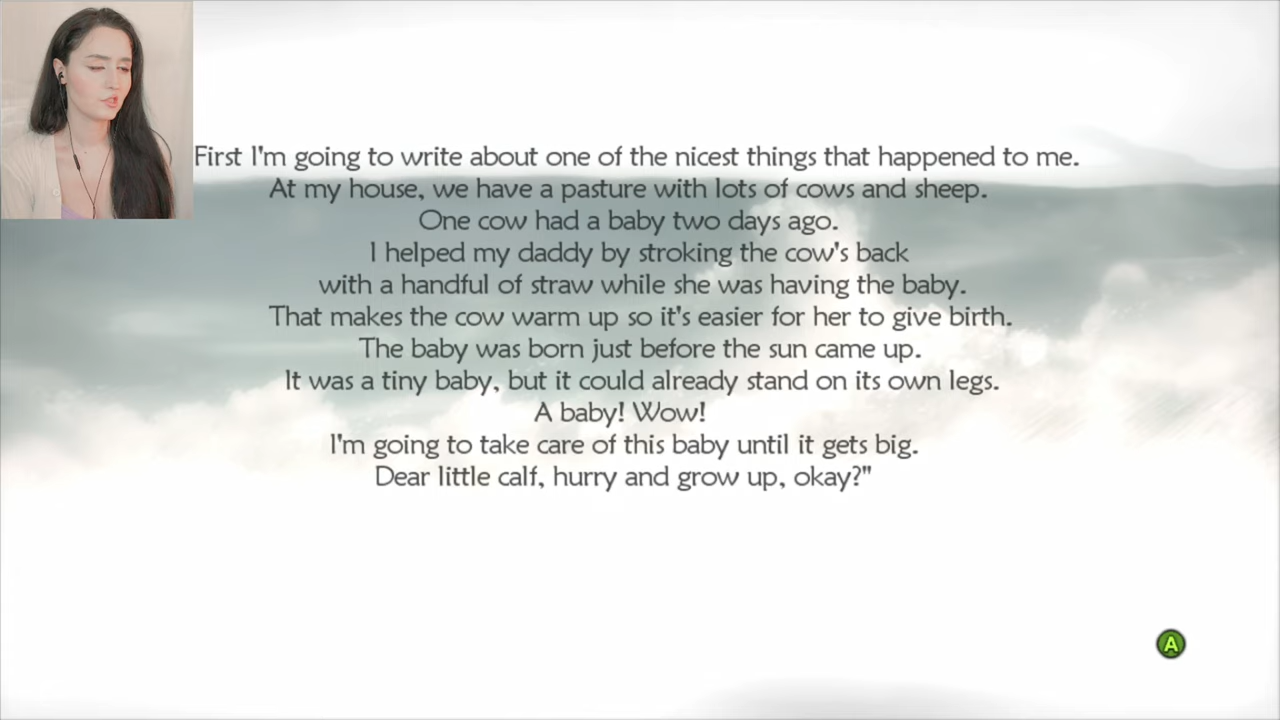 First I'm going to write about one of the nicest things that happened to me.
At my house, we have a pasture with lots of cows and sheep.
One cow had a baby two days ago.
I helped my daddy by stroking the cow's back
with a handful of straw while she was having the baby.
That makes the cow warm up so it's easier for her to give birth.
The baby was born just before the sun came up.
It was a tiny baby, but it could already stand on its own legs.
A baby! Wow!
I'm going to take care of this baby until it gets big.
Dear little calf, hurry and grow up, okay?"
A